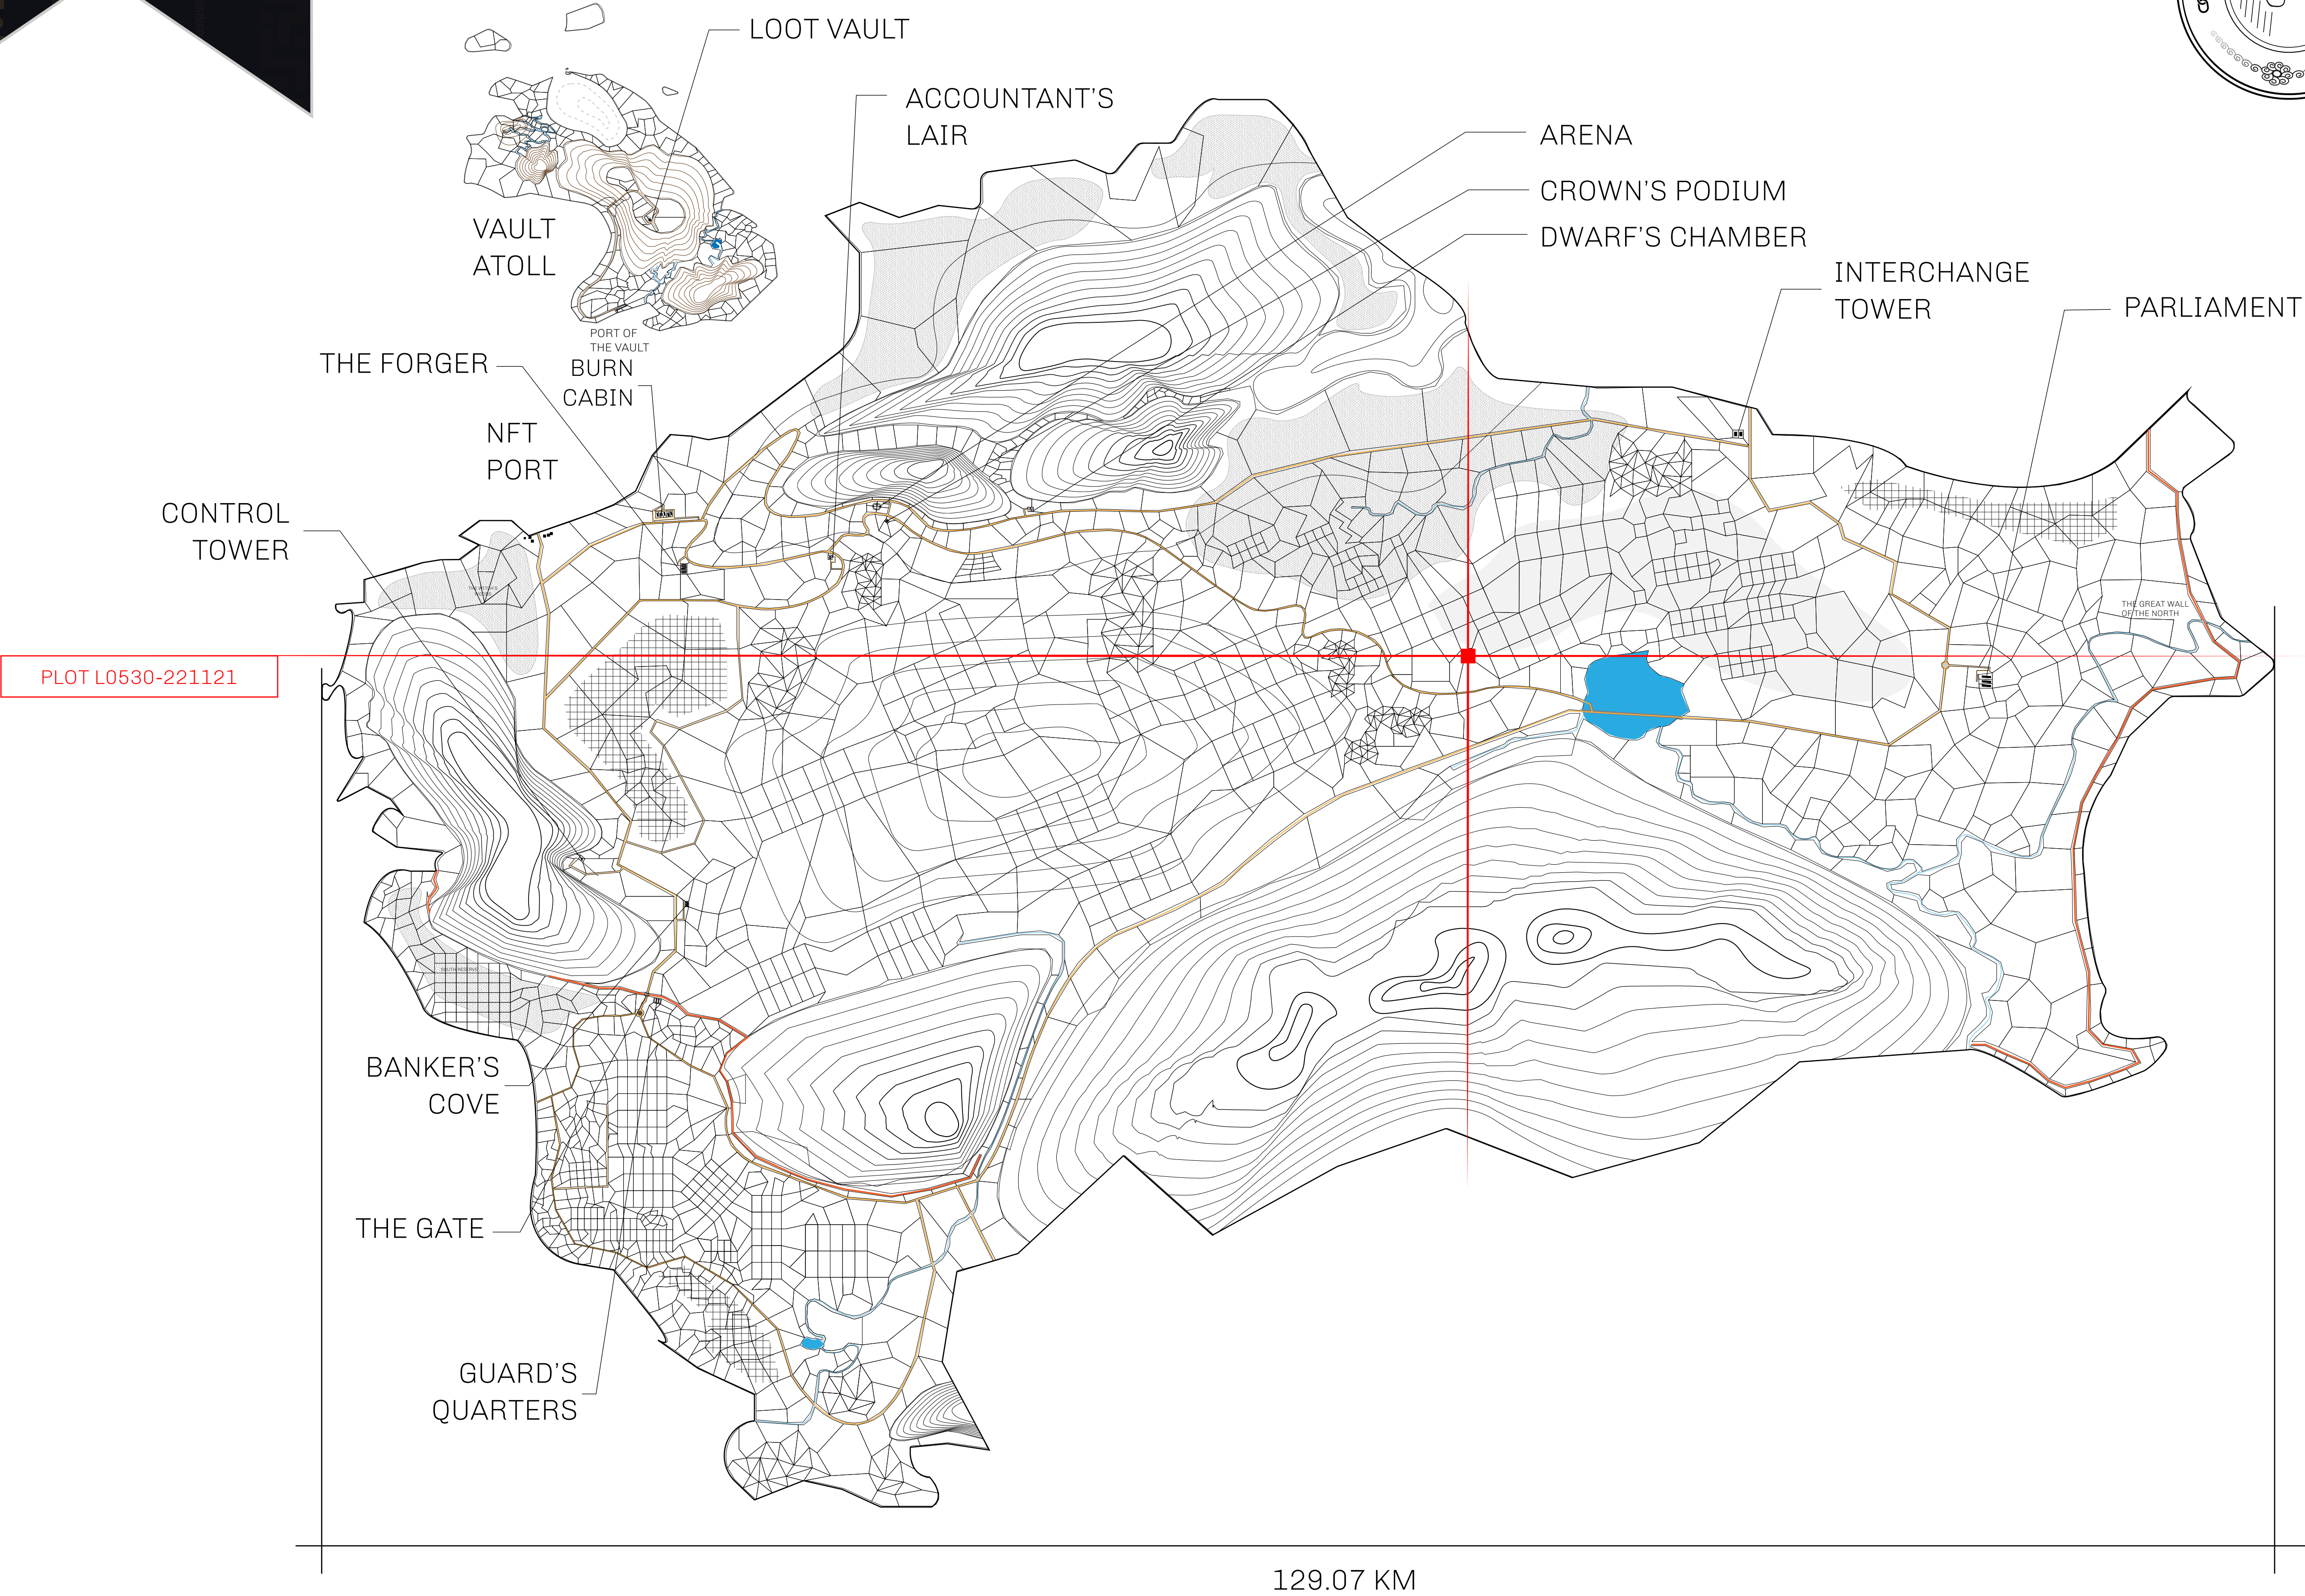 LOOT VAULT
ACCOUNTANT'S
LAIR
ARENA
CROWN'S PODIUM
DWARF'S CHAMBER
INTERCHANGE
TOWER
PARLIAMENT
VAULT
ATOLL
PORT OF
THE VAULT
THE FORGER
BURN
CABIN
NFT
PORT
CONTROL
TOWER
THE GREAT WALL
OF THE NORTH
PLOT L0530-221121
SOUTH RESERVE
BANKER'S
COVE
THE GATE
GUARD'S
QUARTERS
129.07 KM